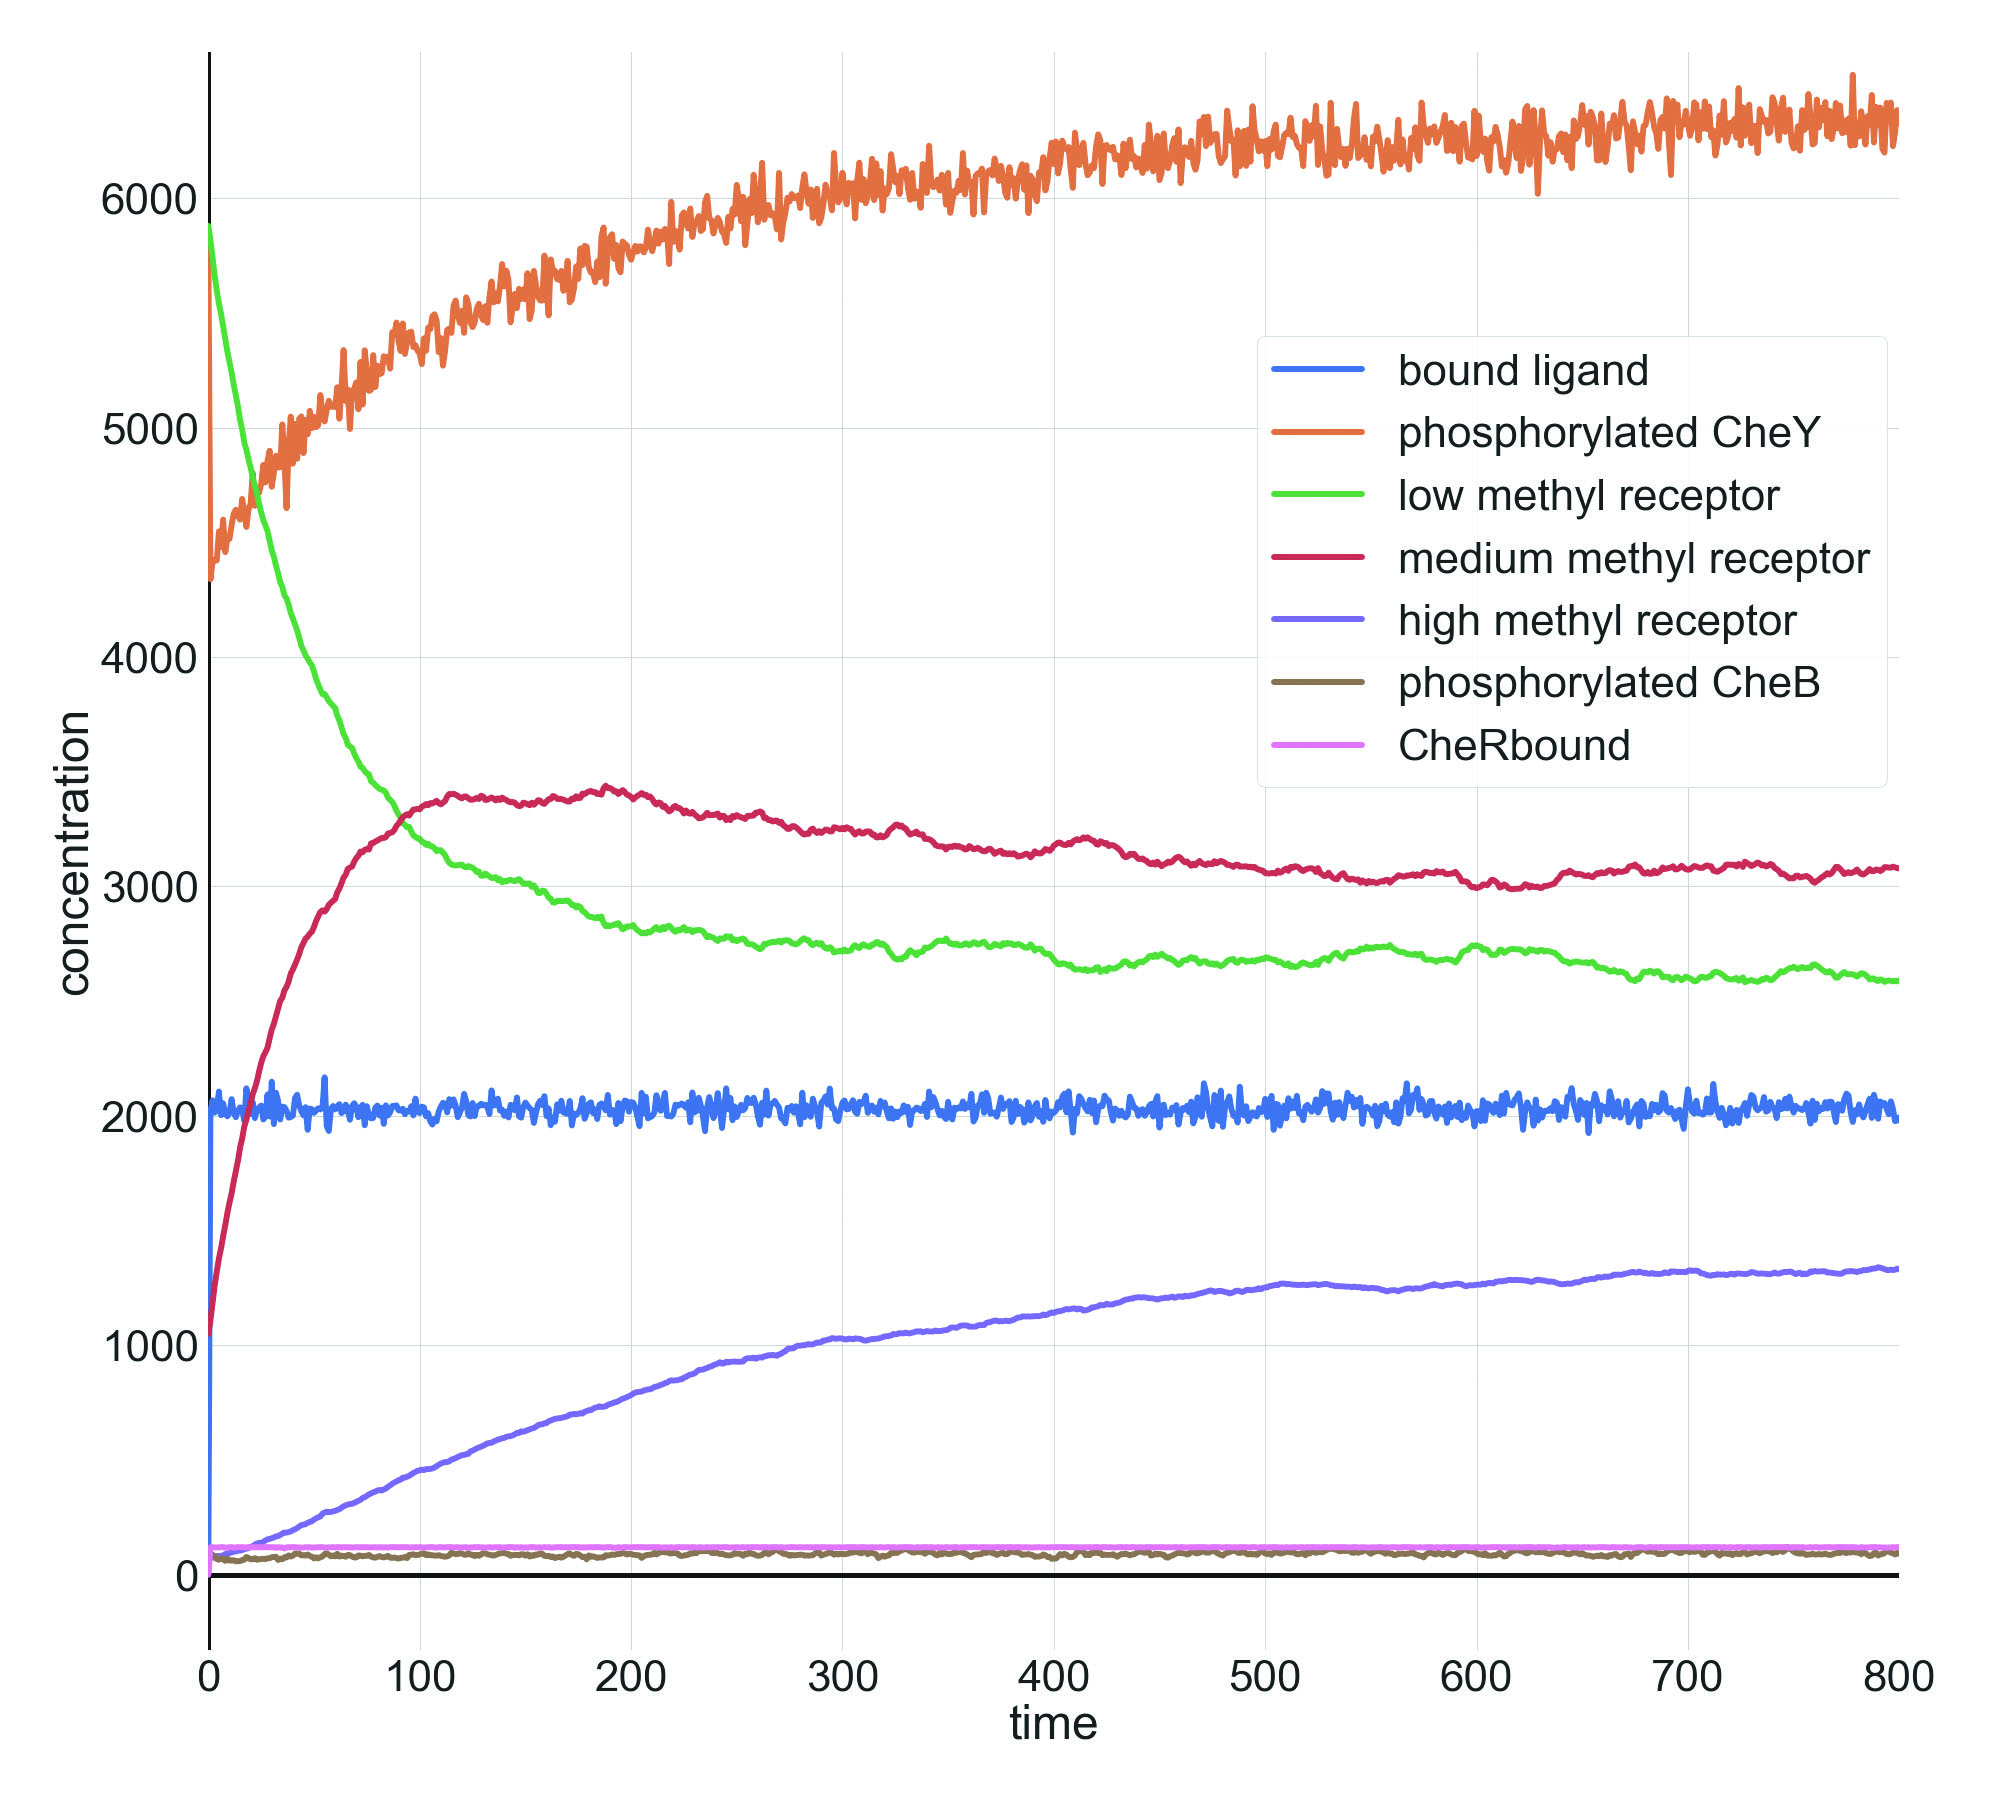 6000
5000
4000
3000
2000
1000
0
concentration
bound ligand
phosphorylated CheY
low methyl receptor
medium methyl receptor
high methyl receptor
phosphorylated CheB
CheRbound
0 100 200 300 400 500 600 700 800
time